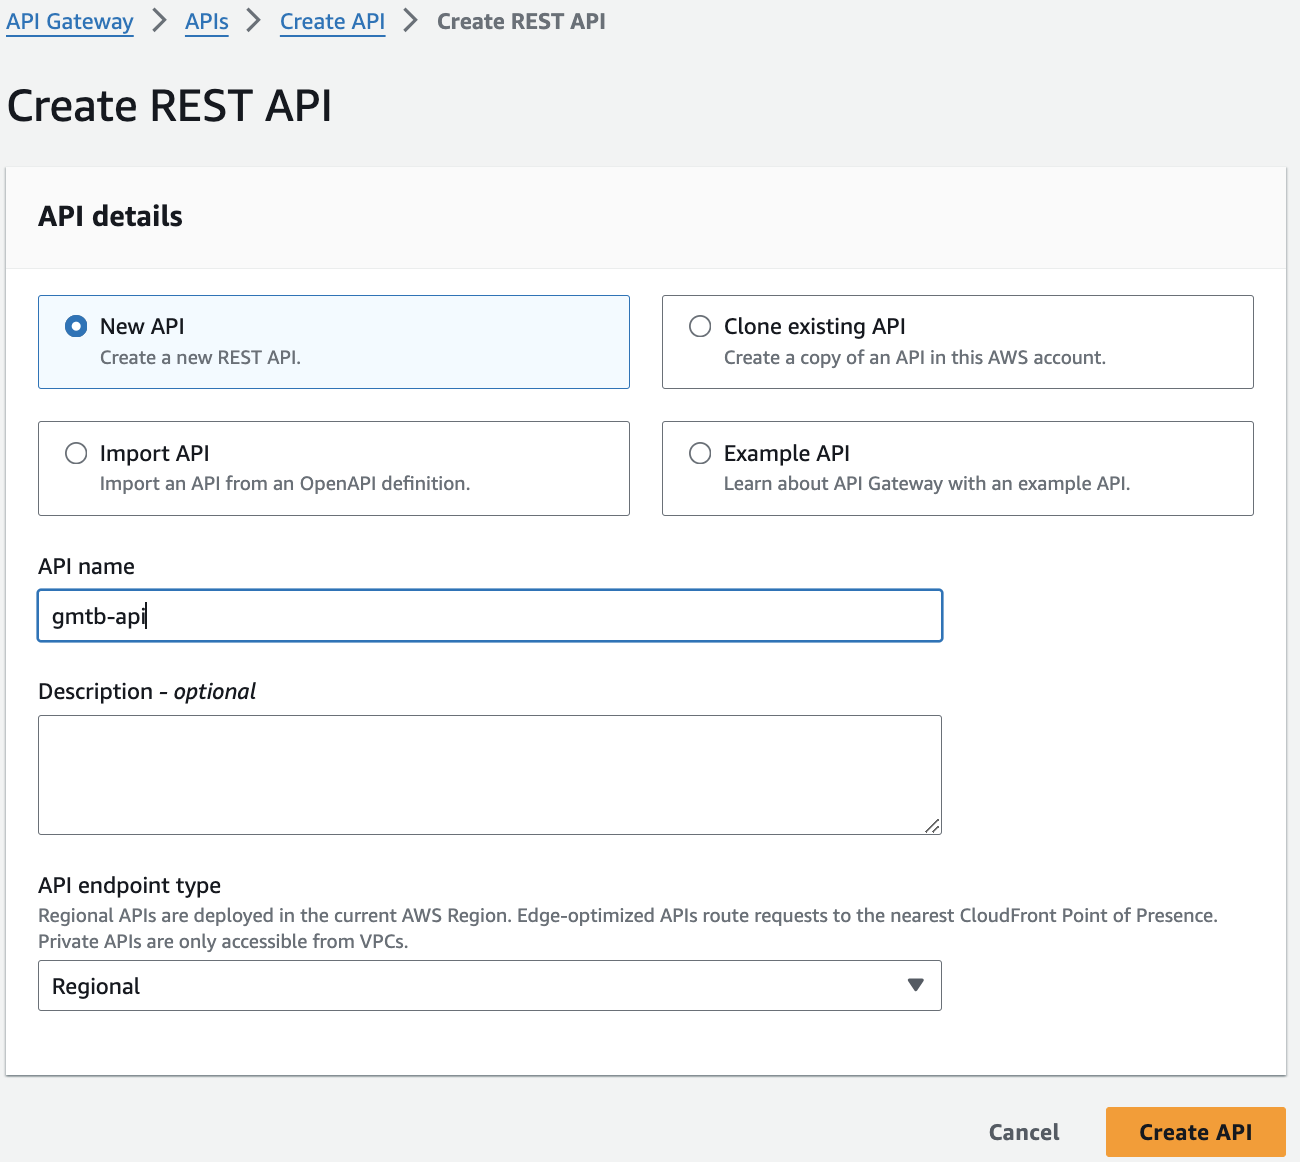 API Gateway > APIs > Create API > Create REST API
Create REST API
API details
New API
Create a new REST API.
Clone existing API
Create a copy of an API in this AWS account.
Import API
Import an API from an OpenAPI definition.
Example API
Learn about API Gateway with an example API.
API name
gmtb-api
Description - optional
API endpoint type
Regional APIs are deployed in the current AWS Region. Edge-optimized APIs route requests to the nearest CloudFront Point of Presence.
Private APIs are only accessible from VPCs.
Regional
Cancel
Create API